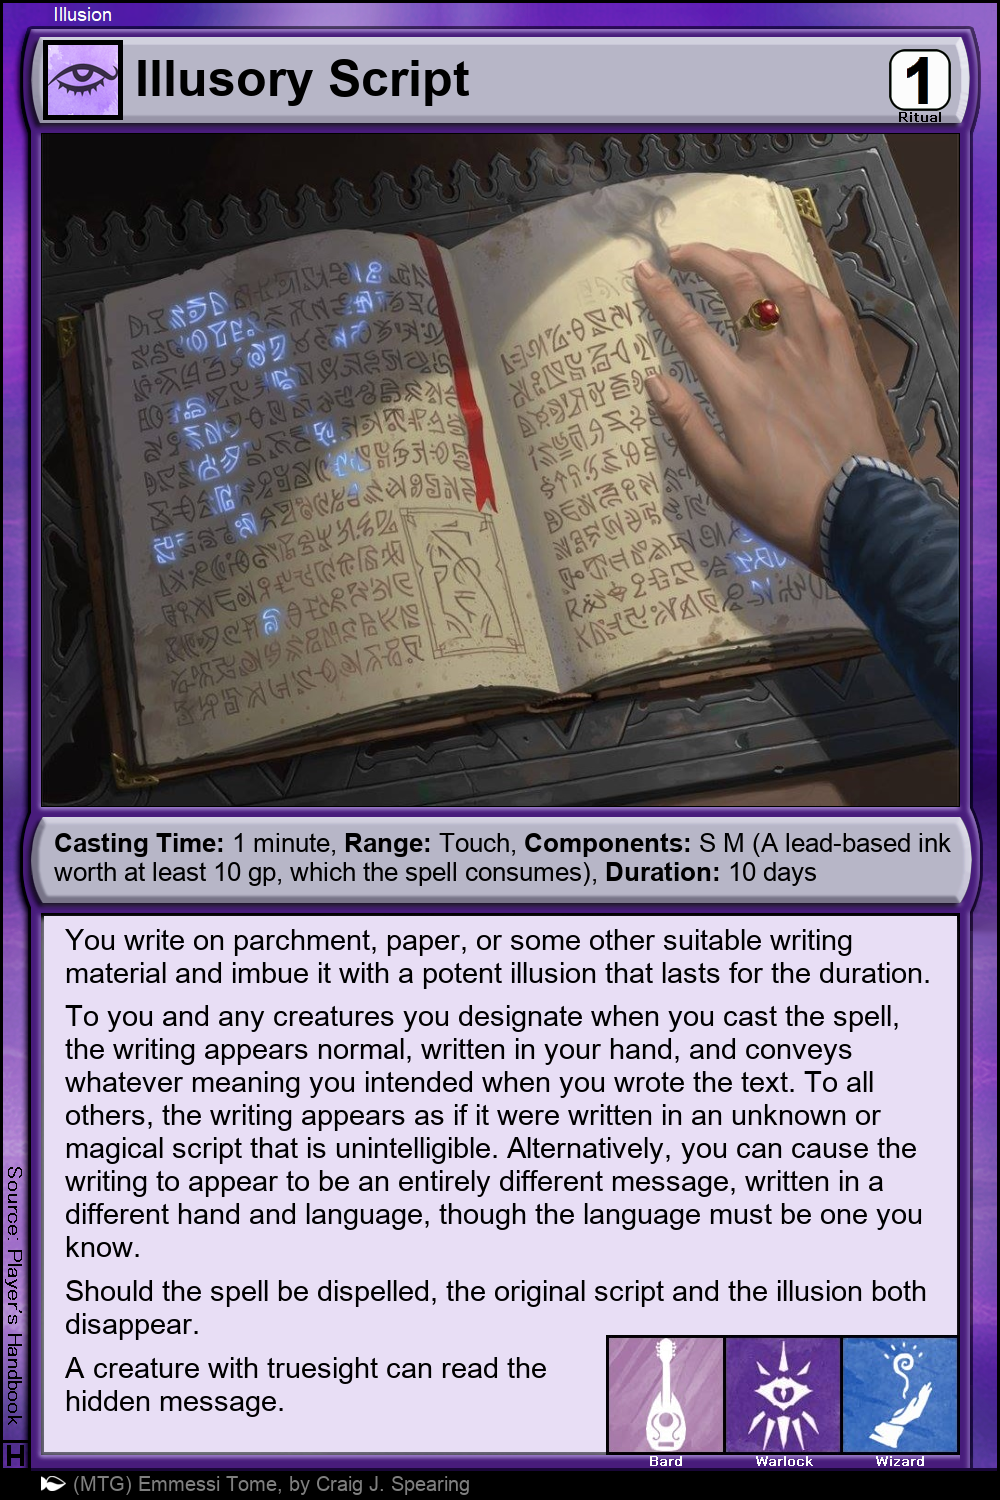 Illusion
Illusory Script
1
Ritual
Casting Time: 1 minute, Range: Touch, Components: S M (A lead-based ink
worth at least 10 gp, which the spell consumes), Duration: 10 days
You write on parchment, paper, or some other suitable writing
material and imbue it with a potent illusion that lasts for the duration.
To you and any creatures you designate when you cast the spell,
the writing appears normal, written in your hand, and conveys
whatever meaning you intended when you wrote the text. To all
others, the writing appears as if it were written in an unknown or
magical script that is unintelligible. Alternatively, you can cause the
writing to appear to be an entirely different message, written in a
different hand and language, though the language must be one you
know.
Should the spell be dispelled, the original script and the illusion both
disappear.
A creature with truesight can read the
hidden message.
Bard
Warlock
Wizard
Source: Player's Handbook
H
(MTG) Emmessi Tome, by Craig J. Spearing